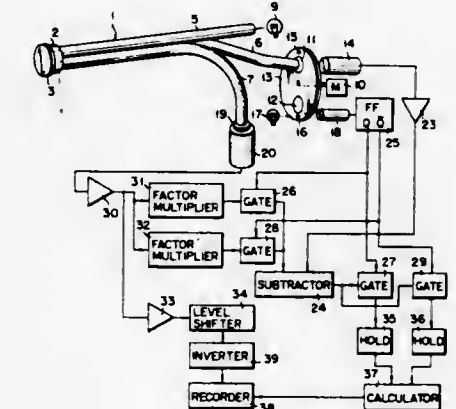 1
5
9
2
6
15
11
14
3
13
M
10
7
12
17
16
18
FF
Q Q̅
23
19
20
25
30
31
FACTOR
MULTIPLIER
GATE
26
32
FACTOR
MULTIPLIER
28
GATE
27
29
SUBTRACTOR
GATE
GATE
24
33
34
LEVEL
SHIFTER
35
36
HOLD
HOLD
INVERTER
39
37
RECORDER
CALCULATOR
38